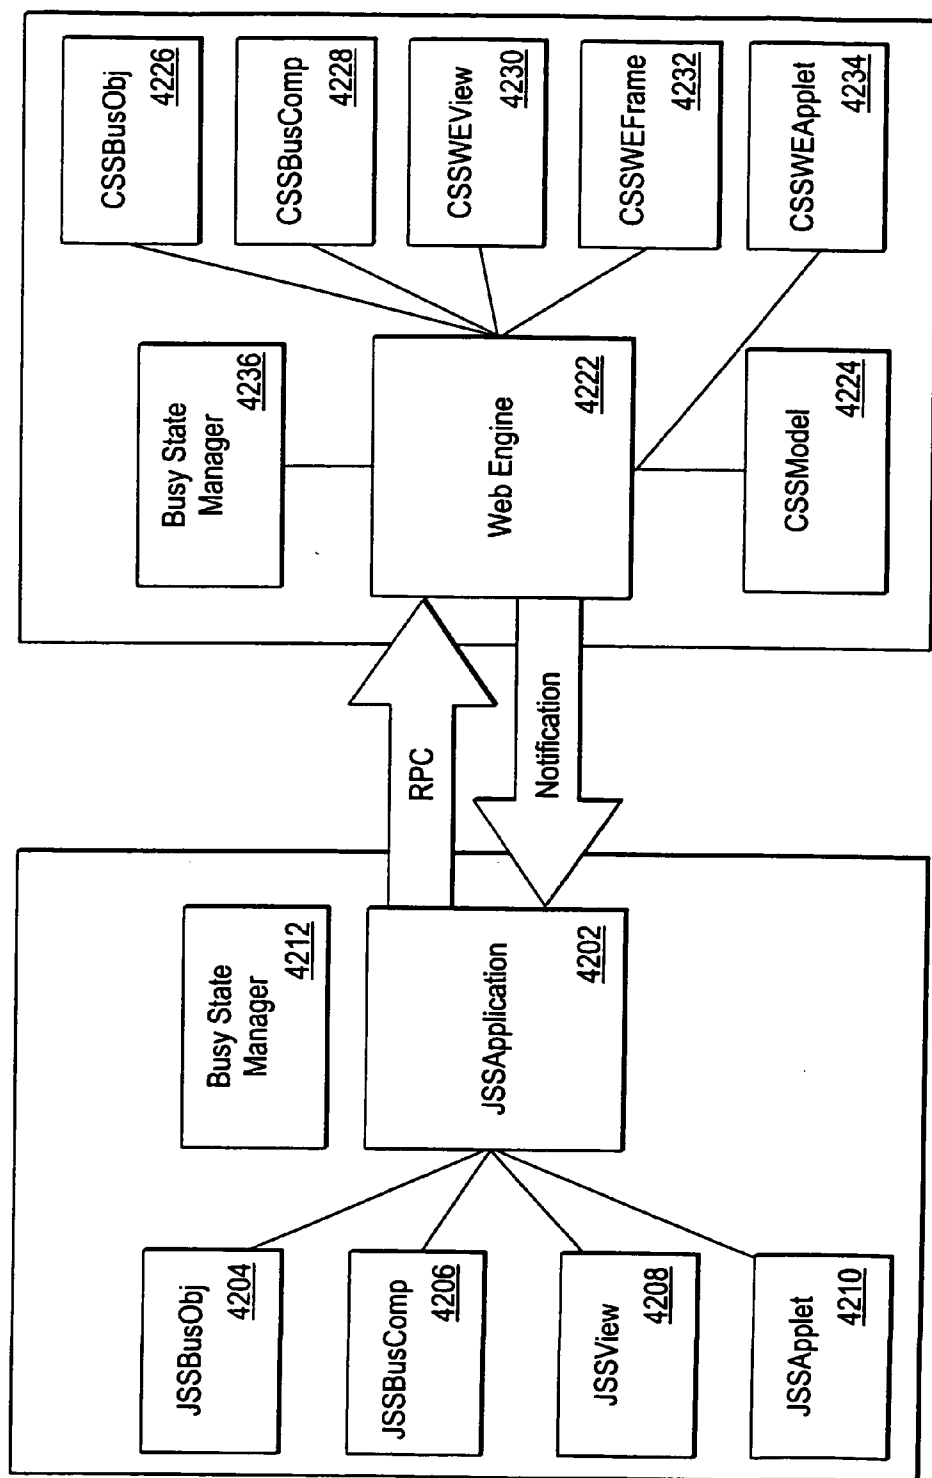 JSSBusObj
4204
JSSBusComp
4206
JSSView
4208
JSSApplet
4210
Busy State
Manager
4212
JSSApplication
4202
RPC
Notification
Busy State
Manager
4236
Web Engine
4222
CSSModel
4224
CSSBusObj
4226
CSSBusComp
4228
CSSWEView
4230
CSSWEFrame
4232
CSSWEApplet
4234